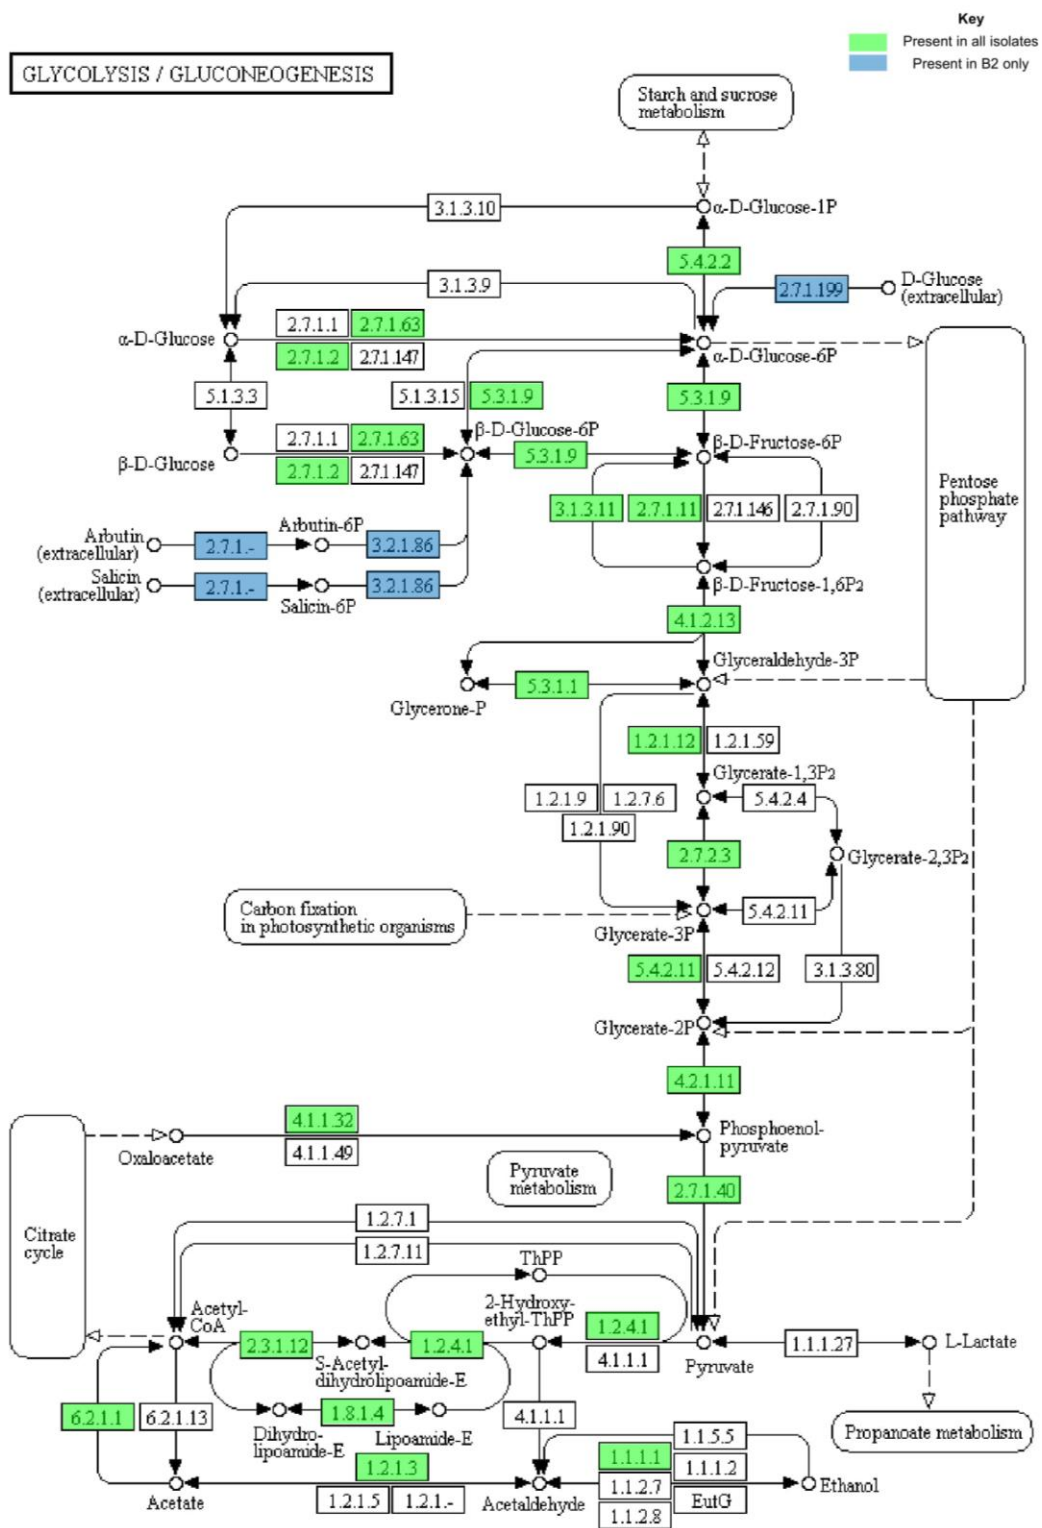 Key
Present in all isolates
Present in B2 only
GLYCOLYSIS / GLUCONEOGENESIS
Starch and sucrose
metabolism
3.1.3.10
α-D-Glucose-1P
5.4.2.2
3.1.3.9
2.7.1.199
D-Glucose
(extracellular)
2.7.1.1
2.7.1.63
α-D-Glucose
2.7.1.2
2.7.1.147
α-D-Glucose-6P
5.1.3.3
5.1.3.15
5.3.1.9
5.3.1.9
2.7.1.1
2.7.1.63
β-D-Glucose-6P
β-D-Fructose-6P
β-D-Glucose
2.7.1.2
2.7.1.147
5.3.1.9
Pentose
phosphate
pathway
3.1.3.11
2.7.1.11
2.7.1.146
2.7.1.90
Arbutin
(extracellular)
2.7.1.-
Arbutin-6P
3.2.1.86
Salicin
(extracellular)
2.7.1.-
Salicin-6P
3.2.1.86
β-D-Fructose-1,6P2
4.1.2.13
Glyceraldehyde-3P
Glycerone-P
5.3.1.1
1.2.1.12
1.2.1.59
Glycerate-1,3P2
1.2.1.9
1.2.7.6
1.2.1.90
5.4.2.4
2.7.2.3
Glycerate-2,3P2
Carbon fixation
in photosynthetic organisms
5.4.2.11
Glycerate-3P
5.4.2.11
5.4.2.12
3.1.3.80
Glycerate-2P
4.2.1.11
4.1.1.32
Oxaloacetate
4.1.1.49
Phosphoenol-
pyruvate
Pyruvate
metabolism
2.7.1.40
Citrate
cycle
1.2.7.1
1.2.7.11
ThPP
Acetyl-
CoA
2-Hydroxy-
ethyl-ThPP
1.2.4.1
2.3.1.12
S-Acetyl-
dihydrolipoamide-E
1.2.4.1
4.1.1.1
Pyruvate
1.1.1.27
L-Lactate
6.2.1.1
6.2.1.13
Dihydro-
lipoamide-E
1.8.1.4
Lipoamide-E
4.1.1.1
Propanoate metabolism
1.2.1.3
1.1.1.1
1.1.5.5
1.1.1.2
Acetate
1.2.1.5
1.2.1.-
Acetaldehyde
1.1.2.7
EutG
1.1.2.8
Ethanol